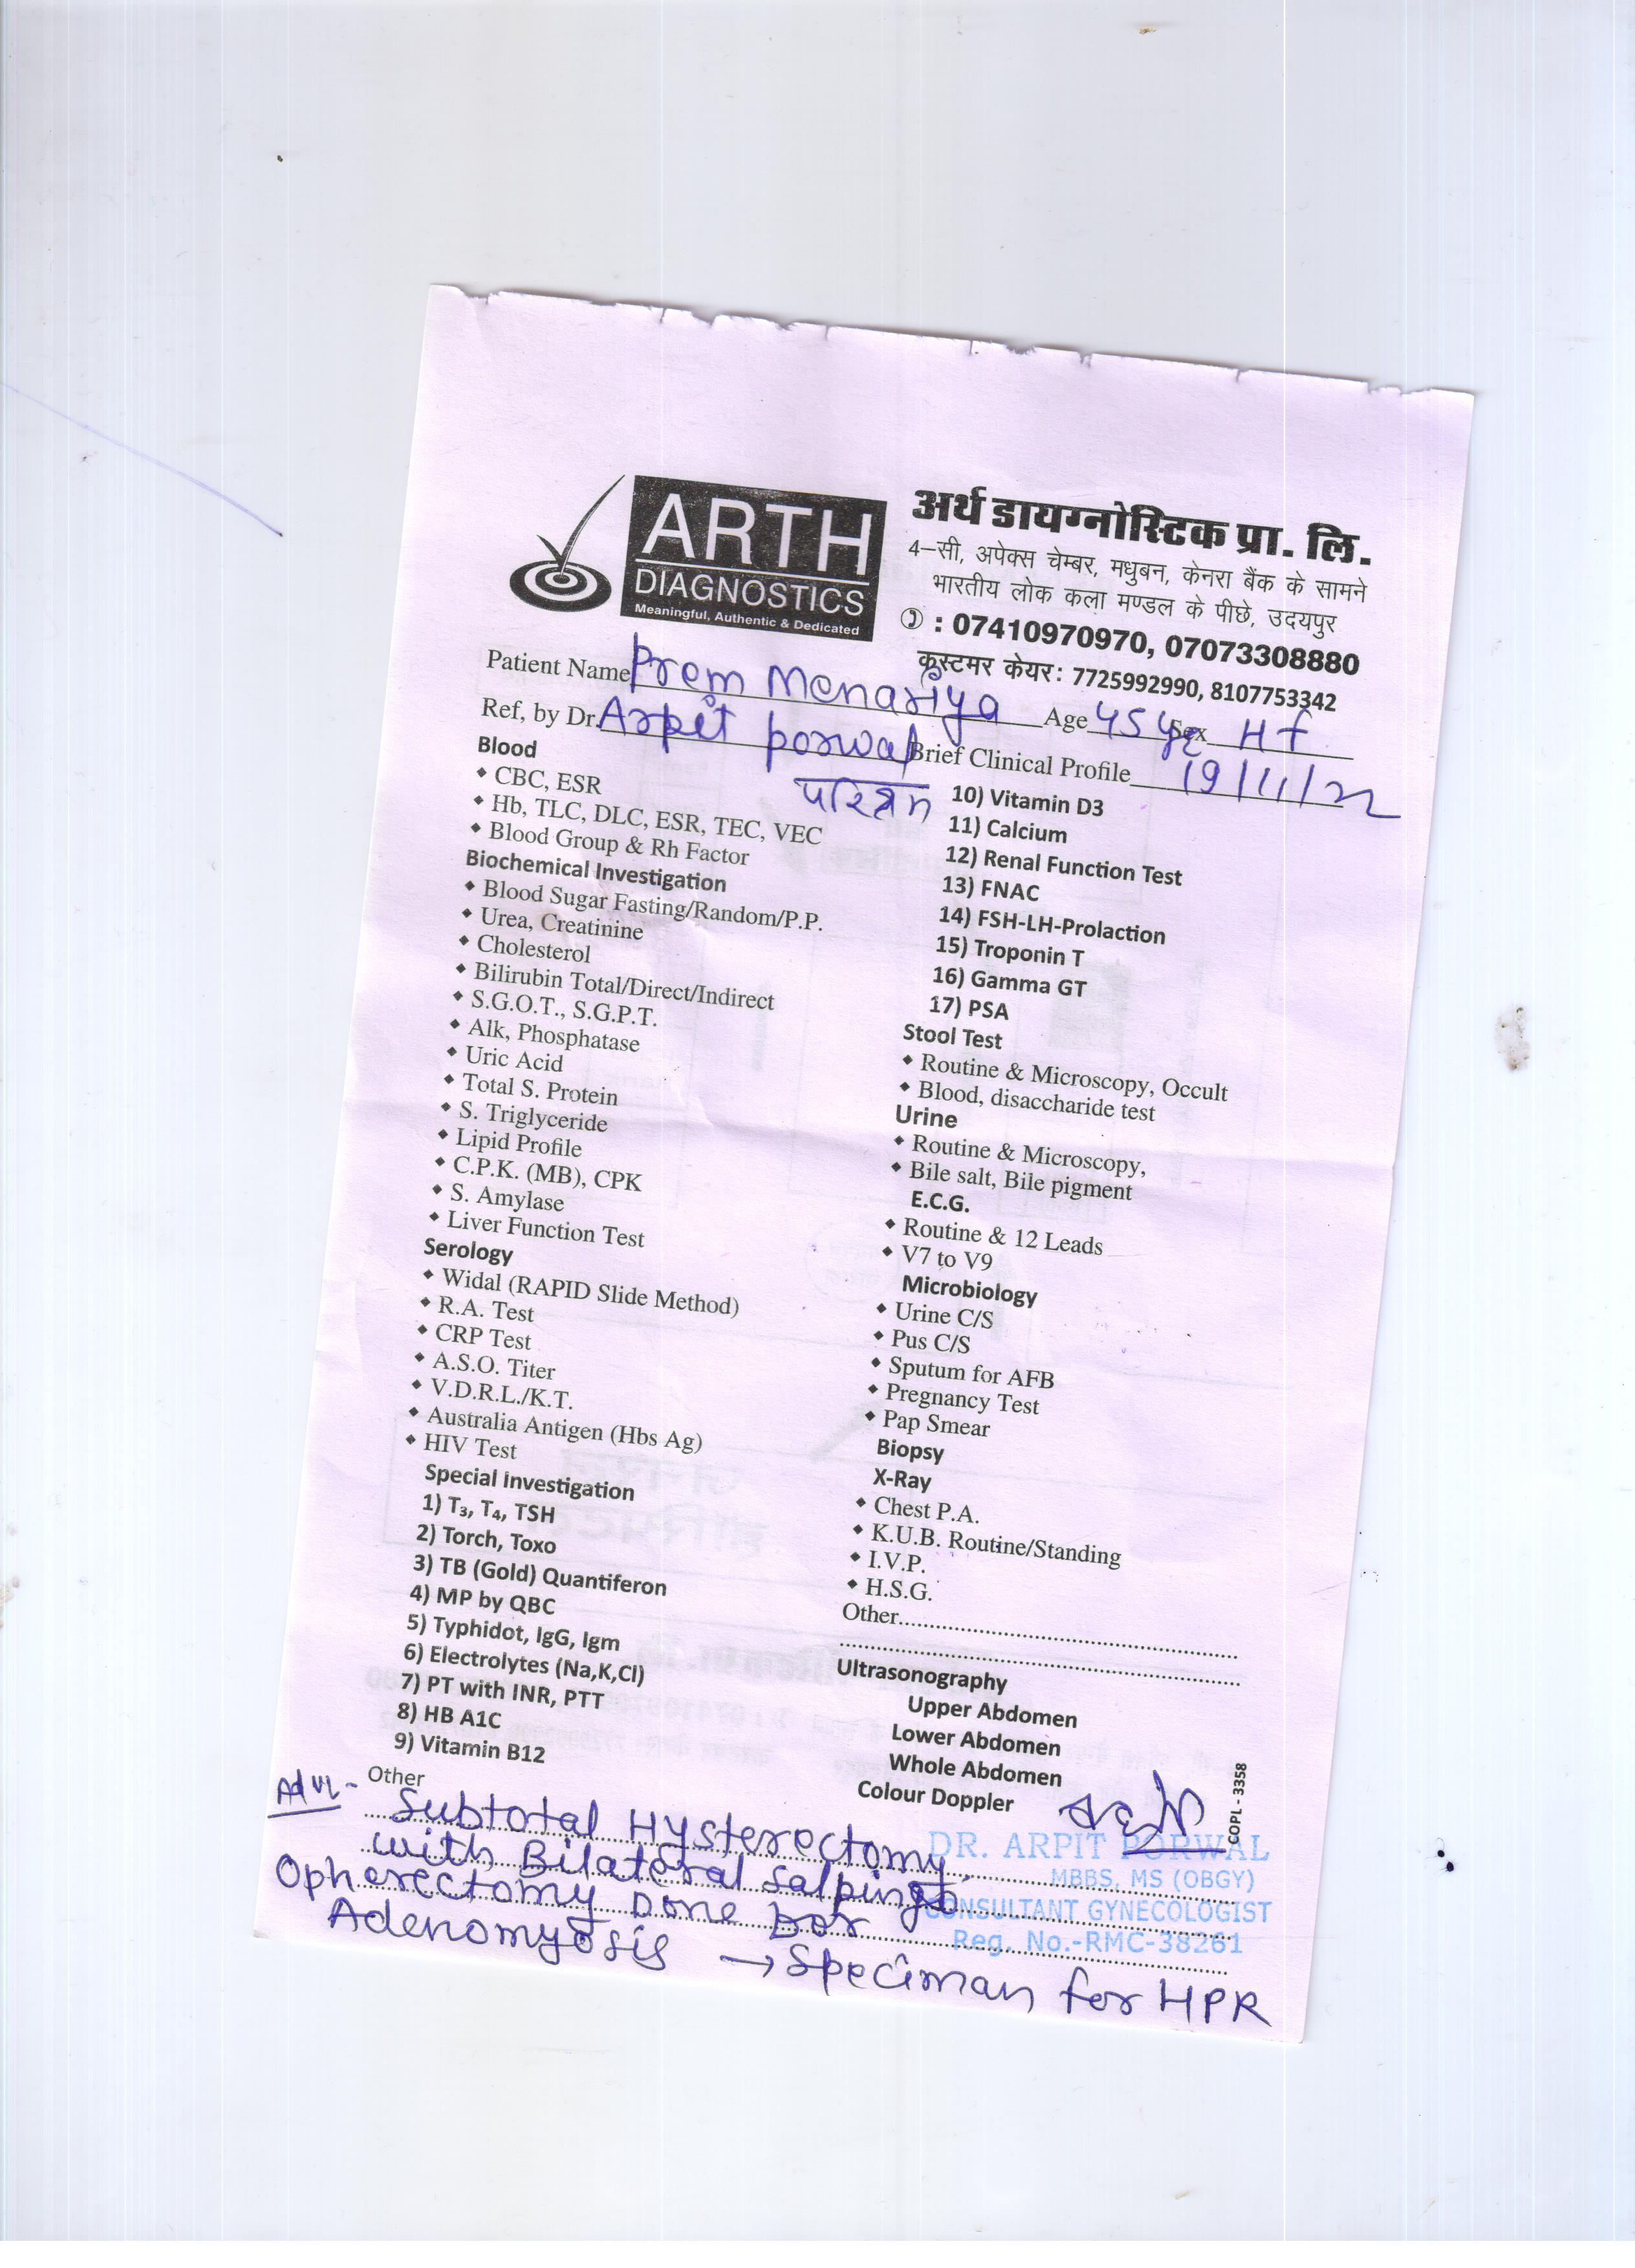 ARTH
DIAGNOSTICS
Meaningful, Authentic & Dedicated
अर्थ डायग्नोस्टिक प्रा. लि.
4–सी, अपेक्स चेम्बर, मधुबन, केनरा बैंक के सामने
भारतीय लोक कला मण्डल के पीछे, उदयपुर
: 07410970970, 07073308880
कस्टमर केयर: 7725992990, 8107753342
Patient Name Prem Menariya Age 45 Sex Hf
Ref, by Dr. Arpit porwal Brief Clinical Profile 19/11/22
परिश्रम
Blood
CBC, ESR
Hb, TLC, DLC, ESR, TEC, VEC
Blood Group & Rh Factor
Biochemical Investigation
Blood Sugar Fasting/Random/P.P.
Urea, Creatinine
Cholesterol
Bilirubin Total/Direct/Indirect
S.G.O.T., S.G.P.T.
Alk, Phosphatase
Uric Acid
Total S. Protein
S. Triglyceride
Lipid Profile
C.P.K. (MB), CPK
S. Amylase
Liver Function Test
Serology
Widal (RAPID Slide Method)
R.A. Test
CRP Test
A.S.O. Titer
V.D.R.L./K.T.
Australia Antigen (Hbs Ag)
HIV Test
Special Investigation
1) T₃, T₄, TSH
2) Torch, Toxo
3) TB (Gold) Quantiferon
4) MP by QBC
5) Typhidot, IgG, Igm
6) Electrolytes (Na,K,Cl)
7) PT with INR, PTT
8) HB A1C
9) Vitamin B12
Other
10) Vitamin D3
11) Calcium
12) Renal Function Test
13) FNAC
14) FSH-LH-Prolaction
15) Troponin T
16) Gamma GT
17) PSA
Stool Test
Routine & Microscopy, Occult
Blood, disaccharide test
Urine
Routine & Microscopy,
Bile salt, Bile pigment
E.C.G.
Routine & 12 Leads
V7 to V9
Microbiology
Urine C/S
Pus C/S
Sputum for AFB
Pregnancy Test
Pap Smear
Biopsy
X-Ray
Chest P.A.
K.U.B. Routine/Standing
I.V.P.
H.S.G.
Other
Ultrasonography
Upper Abdomen
Lower Abdomen
Whole Abdomen
Colour Doppler
COPL - 3358
Subtotal Hysterectomy
with Bilateral Salpingo
Opherectomy Done for
Adenomyosis → Speciman for HPR
DR. ARPIT PORWAL
MBBS, MS (OBGY)
CONSULTANT GYNECOLOGIST
Reg. No.-RMC-38261